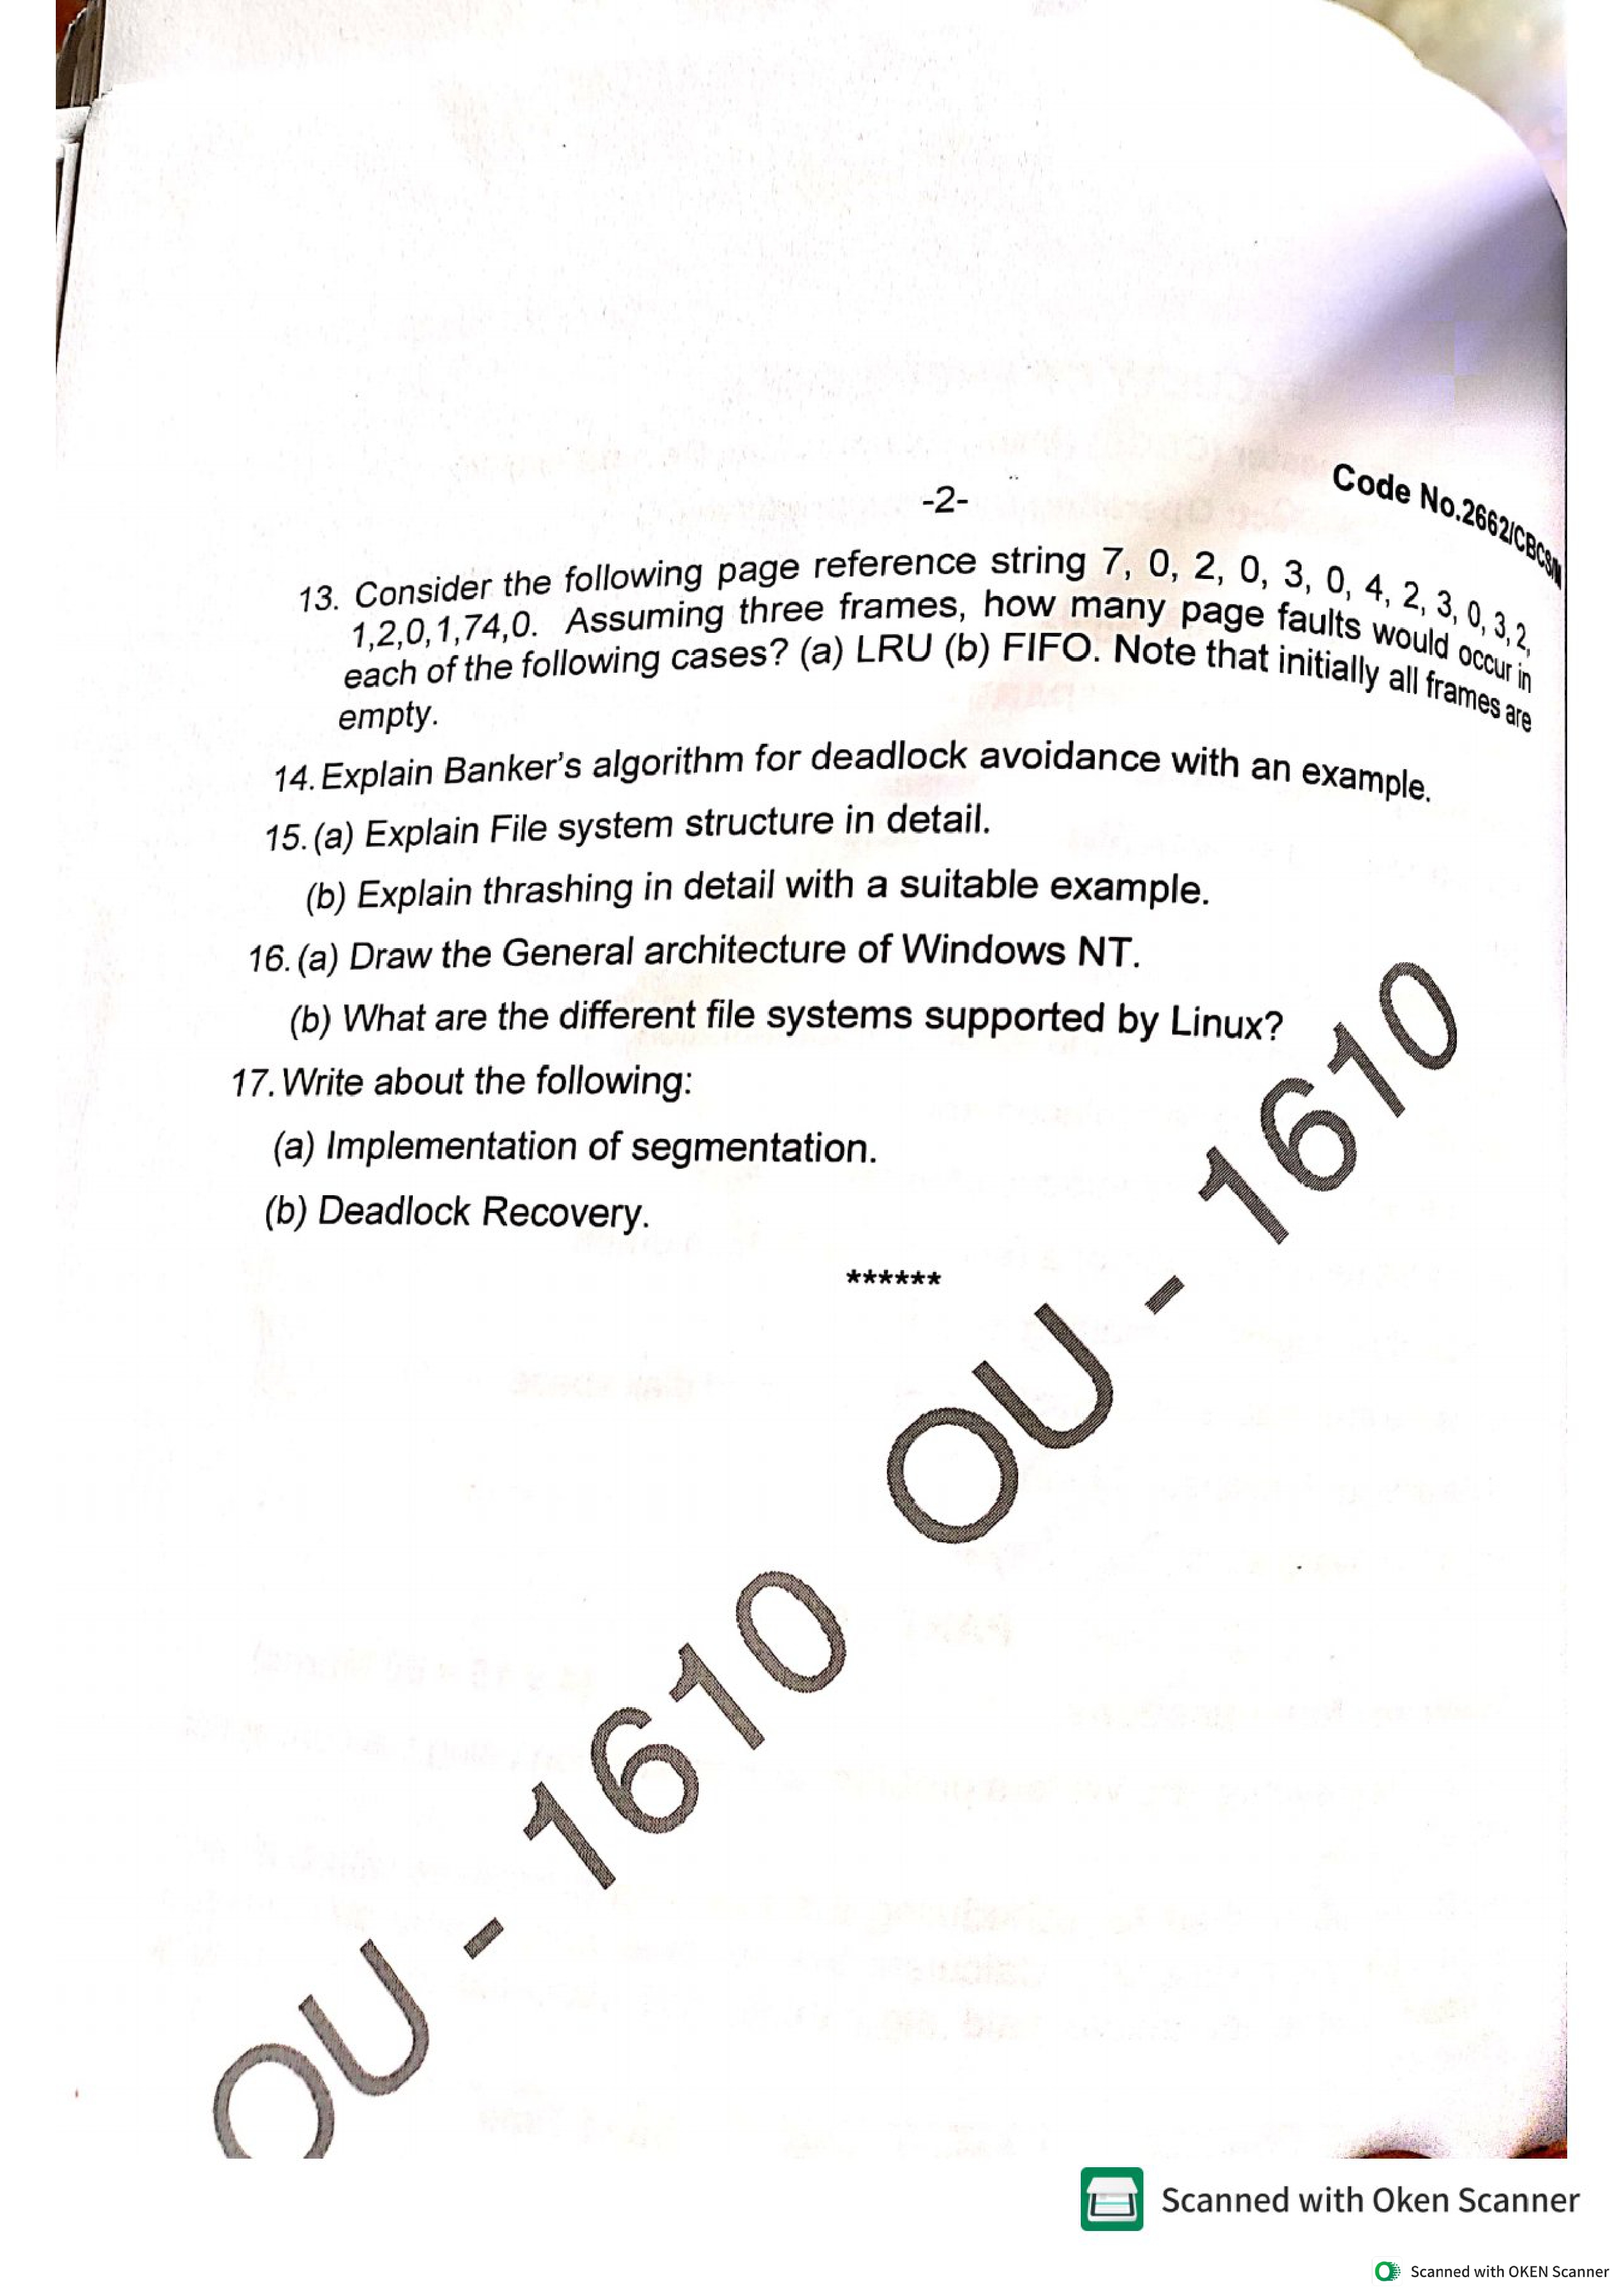 -2-
Code No.2662/CBCS/
13. Consider the following page reference string 7, 0, 2, 0, 3, 0, 4, 2, 3, 0, 3, 2,
1,2,0,1,74,0. Assuming three frames, how many page faults would occur in
each of the following cases? (a) LRU (b) FIFO. Note that initially all frames are
empty.
14. Explain Banker's algorithm for deadlock avoidance with an example.
15. (a) Explain File system structure in detail.
(b) Explain thrashing in detail with a suitable example.
16. (a) Draw the General architecture of Windows NT.
(b) What are the different file systems supported by Linux?
17. Write about the following:
(a) Implementation of segmentation.
(b) Deadlock Recovery.
******
OU - 1610 OU - 1610
Scanned with Oken Scanner
Scanned with OKEN Scanner